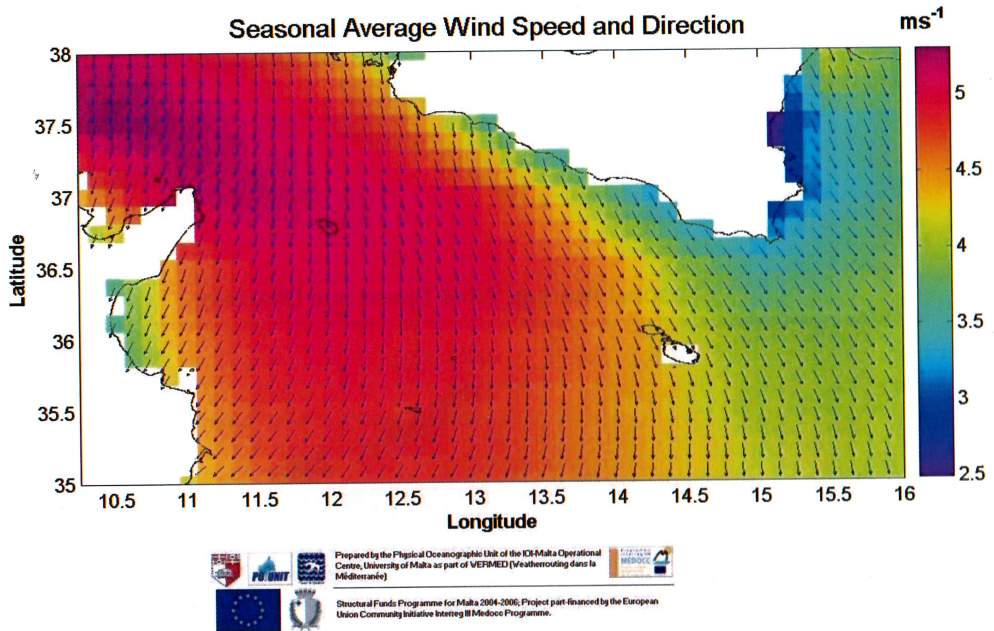 Seasonal Average Wind Speed and Direction
ms-1
38
37.5
37
36.5
36
35.5
35
Latitude
10.5 11 11.5 12 12.5 13 13.5 14 14.5 15 15.5 16
Longitude
5
4.5
4
3.5
3
2.5
PO-UNIT
MEDOCC
Prepared by the Physical Oceanographic Unit of the IOI-Malta Operational
Centre, University of Malta as part of WERMED (Weatherrouting dans la
Méditerranée)
Structural Funds Programme for Malta 2004-2006; Project part-financed by the European
Union Community Initiative Interreg III Medocc Programme.